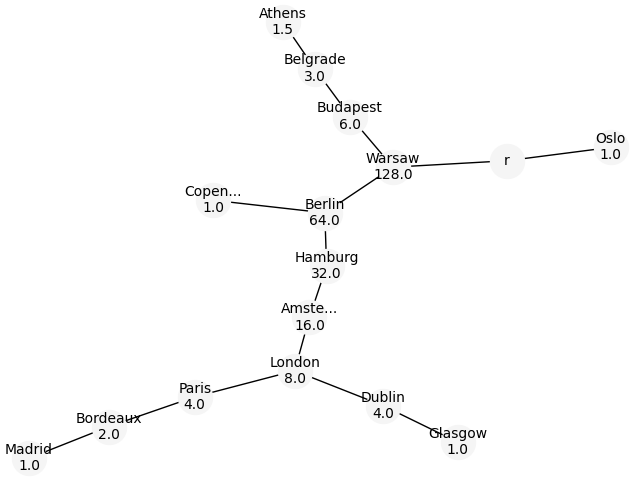 Athens
1.5
Belgrade
3.0
Budapest
6.0
Oslo
1.0
r
Warsaw
128.0
Copen...
1.0
Berlin
64.0
Hamburg
32.0
Amste...
16.0
London
8.0
Paris
4.0
Dublin
4.0
Bordeaux
2.0
Glasgow
1.0
Madrid
1.0